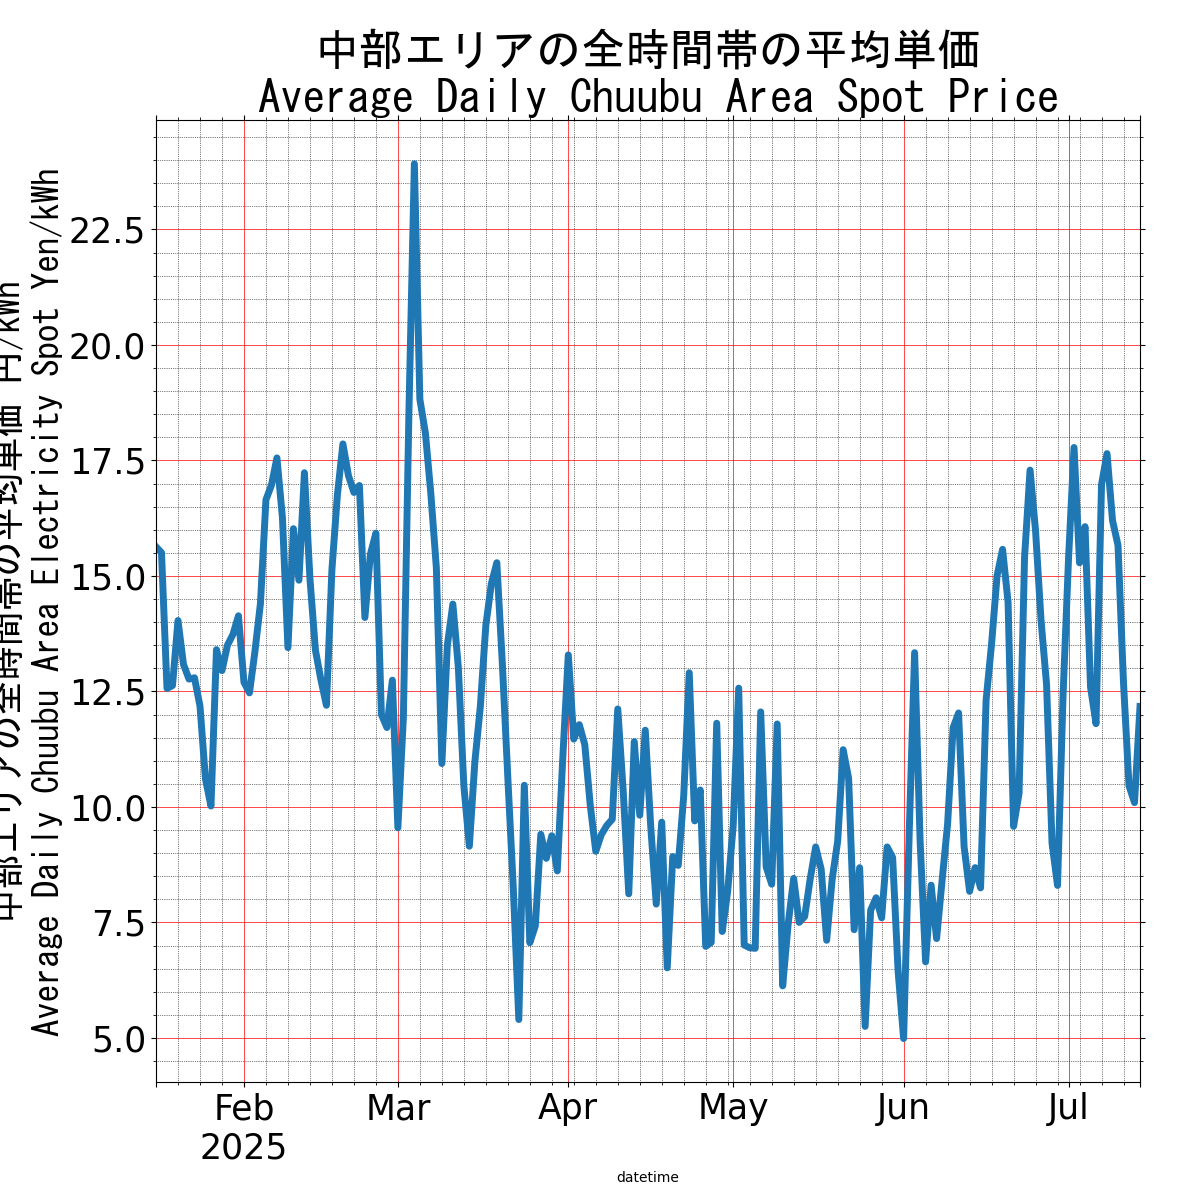 中部エリアの全時間帯の平均単価
Average Daily Chuubu Area Spot Price
中部エリアの全時間帯の平均単価 円/kWh
Average Daily Chuubu Area Electricity Spot Yen/kWh
22.5
20.0
17.5
15.0
12.5
10.0
7.5
5.0
Feb
2025
Mar
Apr
May
Jun
Jul
datetime